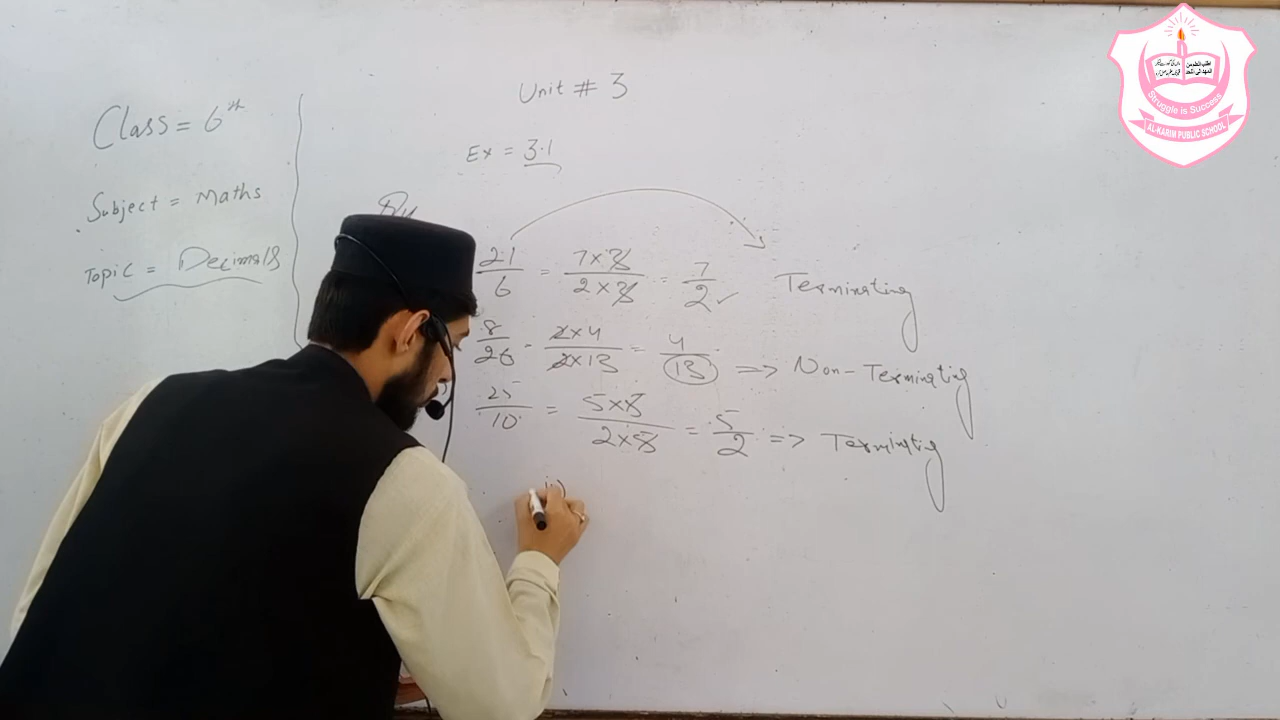 Unit # 3
Class = 6th
Ex = 3.1
Subject = Maths
Topic = Decimals
21/6 = 7×3/2×3 = 7/2 ✓ Terminating
8/26 = 2×4/2×13 = 4/13 => Non-Terminating
25/10 = 5×5/2×5 = 5/2 => Terminating
Struggle is Success
AL-KARIM PUBLIC SCHOOL